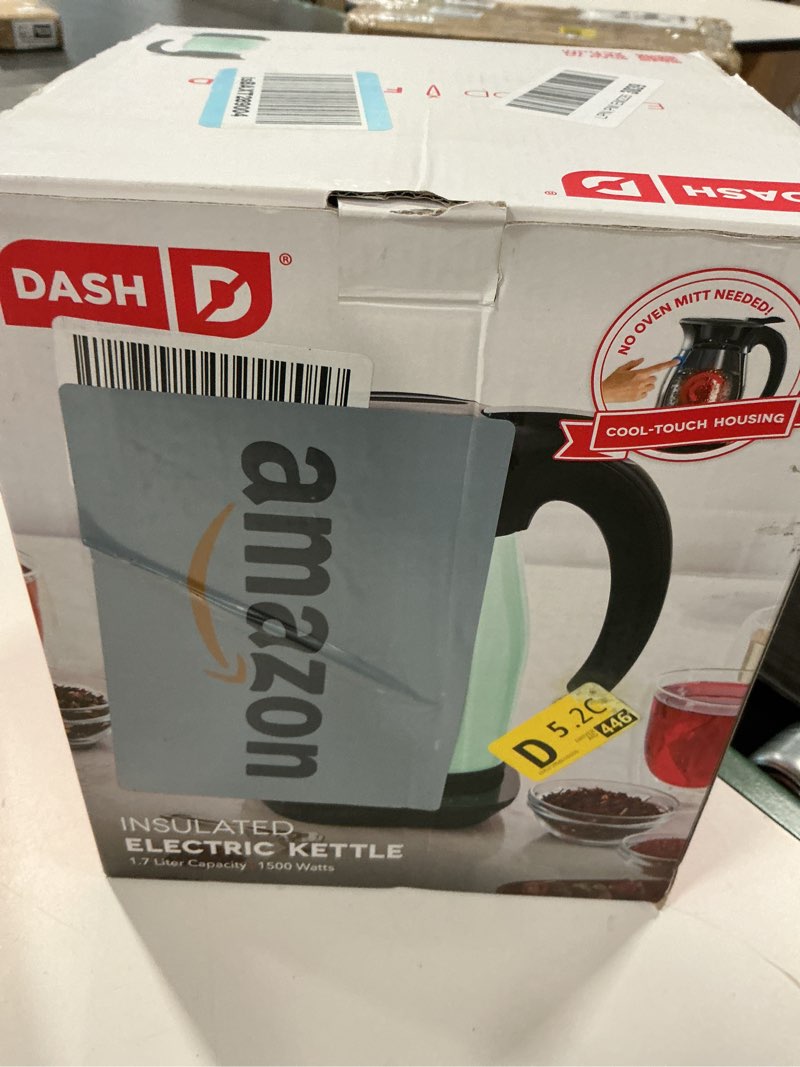 DASH D®
DASH
NO OVEN MITT NEEDED!
COOL-TOUCH HOUSING
amazon
D 5.2C
446
INSULATED
ELECTRIC KETTLE
1.7 Liter Capacity 1500 Watts